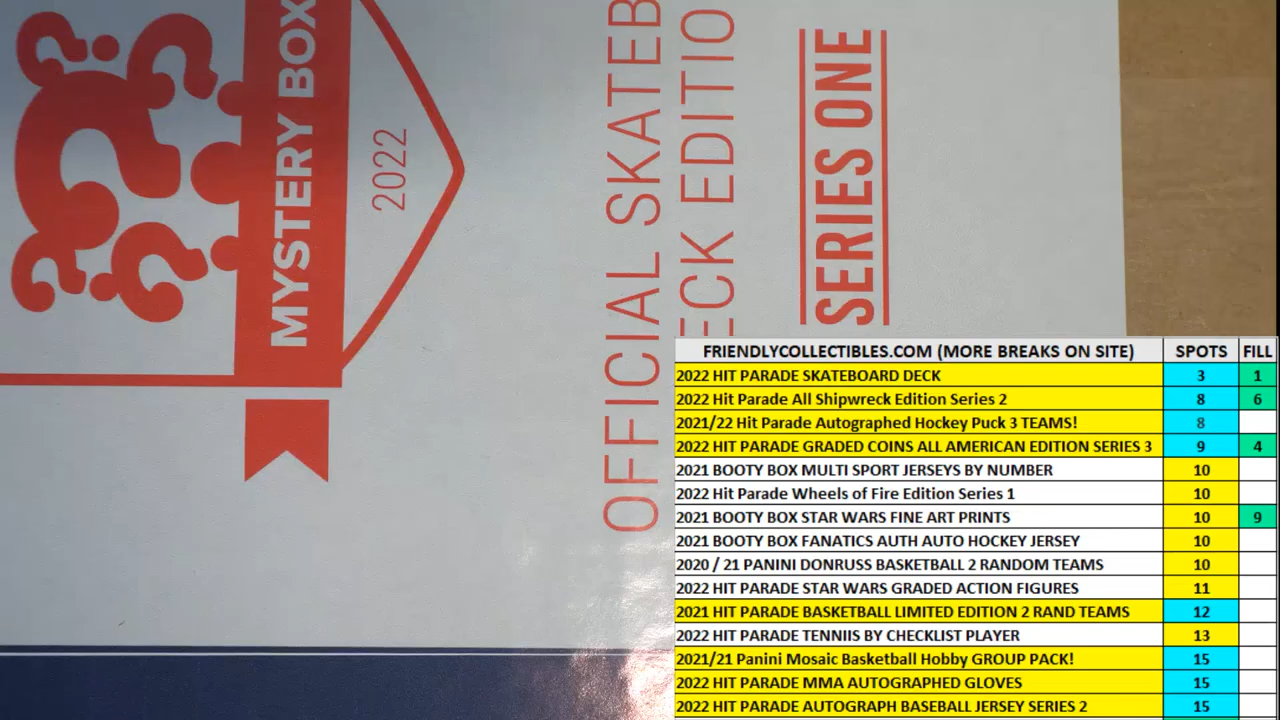 MYSTERY BOX
2022
OFFICIAL SKATEB
ECK EDITIO
SERIES ONE
FRIENDLYCOLLECTIBLES.COM (MORE BREAKS ON SITE) SPOTS FILL
2022 HIT PARADE SKATEBOARD DECK 3 1
2022 Hit Parade All Shipwreck Edition Series 2 8 6
2021/22 Hit Parade Autographed Hockey Puck 3 TEAMS! 8
2022 HIT PARADE GRADED COINS ALL AMERICAN EDITION SERIES 3 9 4
2021 BOOTY BOX MULTI SPORT JERSEYS BY NUMBER 10
2022 Hit Parade Wheels of Fire Edition Series 1 10
2021 BOOTY BOX STAR WARS FINE ART PRINTS 10 9
2021 BOOTY BOX FANATICS AUTH AUTO HOCKEY JERSEY 10
2020 / 21 PANINI DONRUSS BASKETBALL 2 RANDOM TEAMS 10
2022 HIT PARADE STAR WARS GRADED ACTION FIGURES 11
2021 HIT PARADE BASKETBALL LIMITED EDITION 2 RAND TEAMS 12
2022 HIT PARADE TENNIIS BY CHECKLIST PLAYER 13
2021/21 Panini Mosaic Basketball Hobby GROUP PACK! 15
2022 HIT PARADE MMA AUTOGRAPHED GLOVES 15
2022 HIT PARADE AUTOGRAPH BASEBALL JERSEY SERIES 2 15